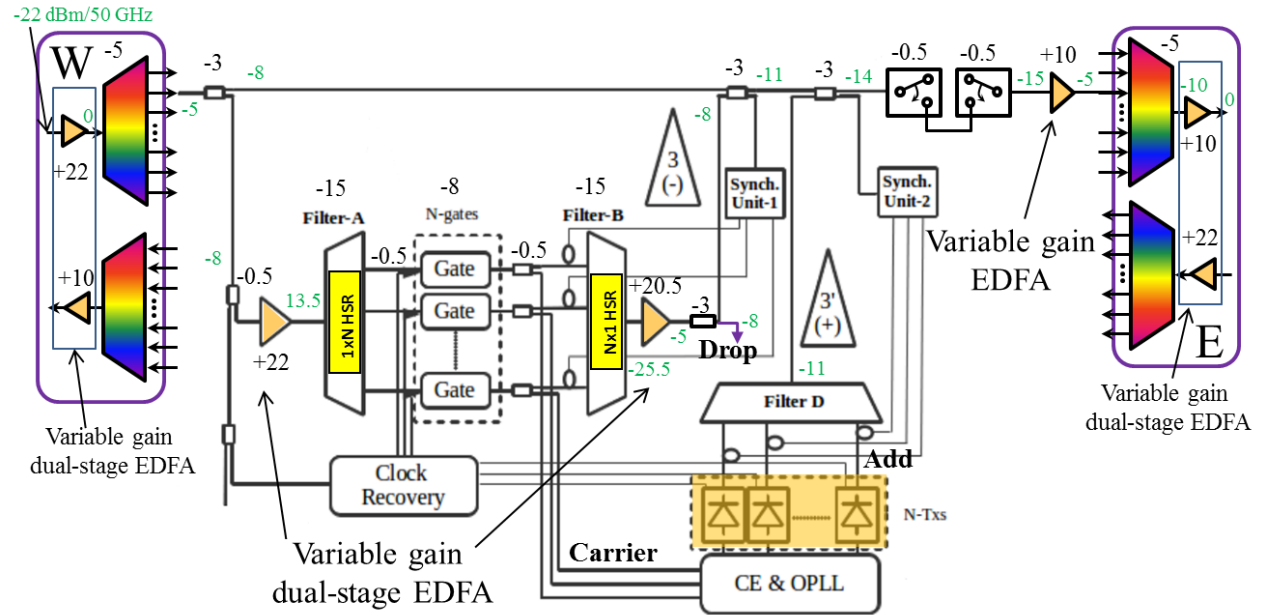 -22 dBm/50 GHz
W
-5
0
+22
-3
-8
-5
-3
-11
-3
-14
-0.5
-0.5
-15
+10
-5
-5
-10
0
+10
-8
3
(-)
Synch.
Unit-1
Synch.
Unit-2
-15
Filter-A
-8
N-gates
-15
Filter-B
Variable gain
EDFA
+10
-8
-0.5
13.5
+22
1xN HSR
-0.5
Gate
Gate
Gate
-0.5
Nx1 HSR
+20.5
-5
-25.5
-3
-8
Drop
3'
(+)
-11
+22
E
Variable gain
dual-stage EDFA
Variable gain
dual-stage EDFA
Filter D
Add
Clock
Recovery
N-Txs
Variable gain
dual-stage EDFA
Carrier
CE & OPLL